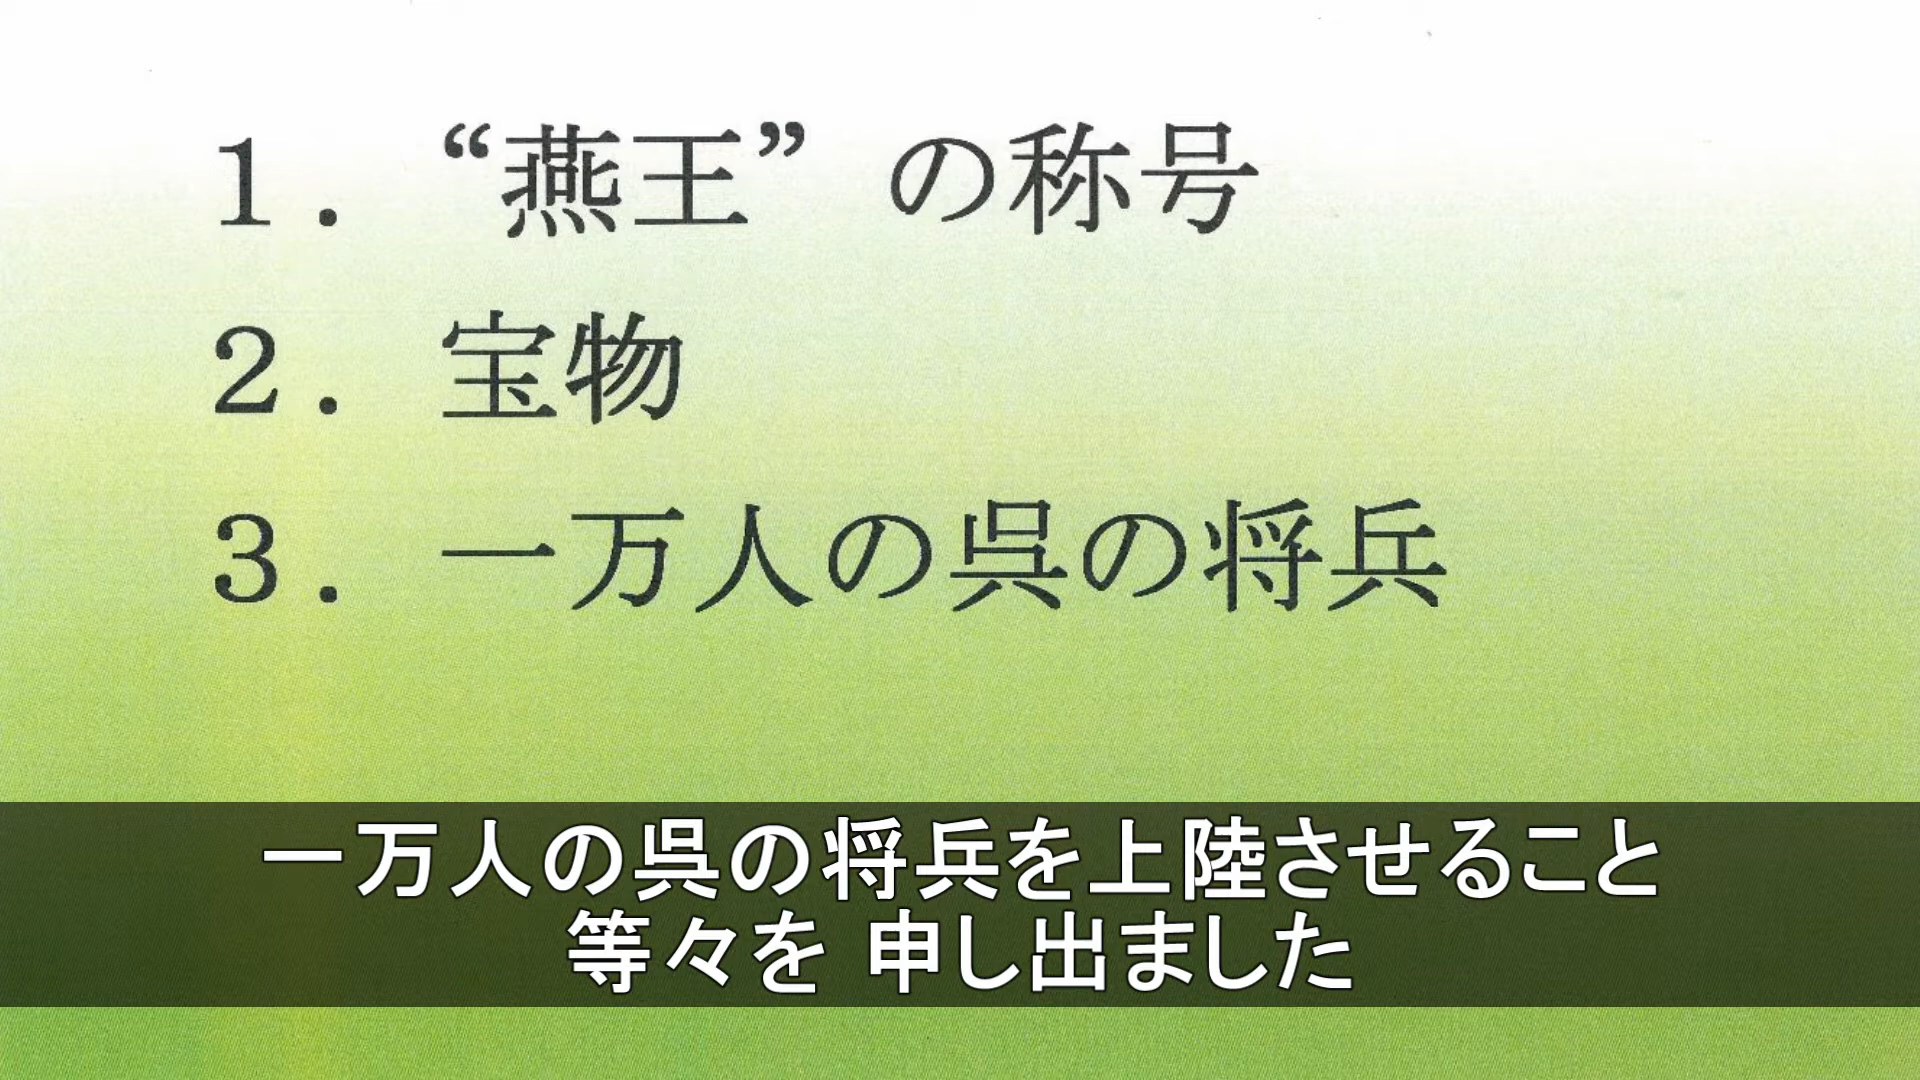 １．“燕王”の称号
２．宝物
３．一万人の呉の将兵
一万人の呉の将兵を上陸させること
等々を 申し出ました